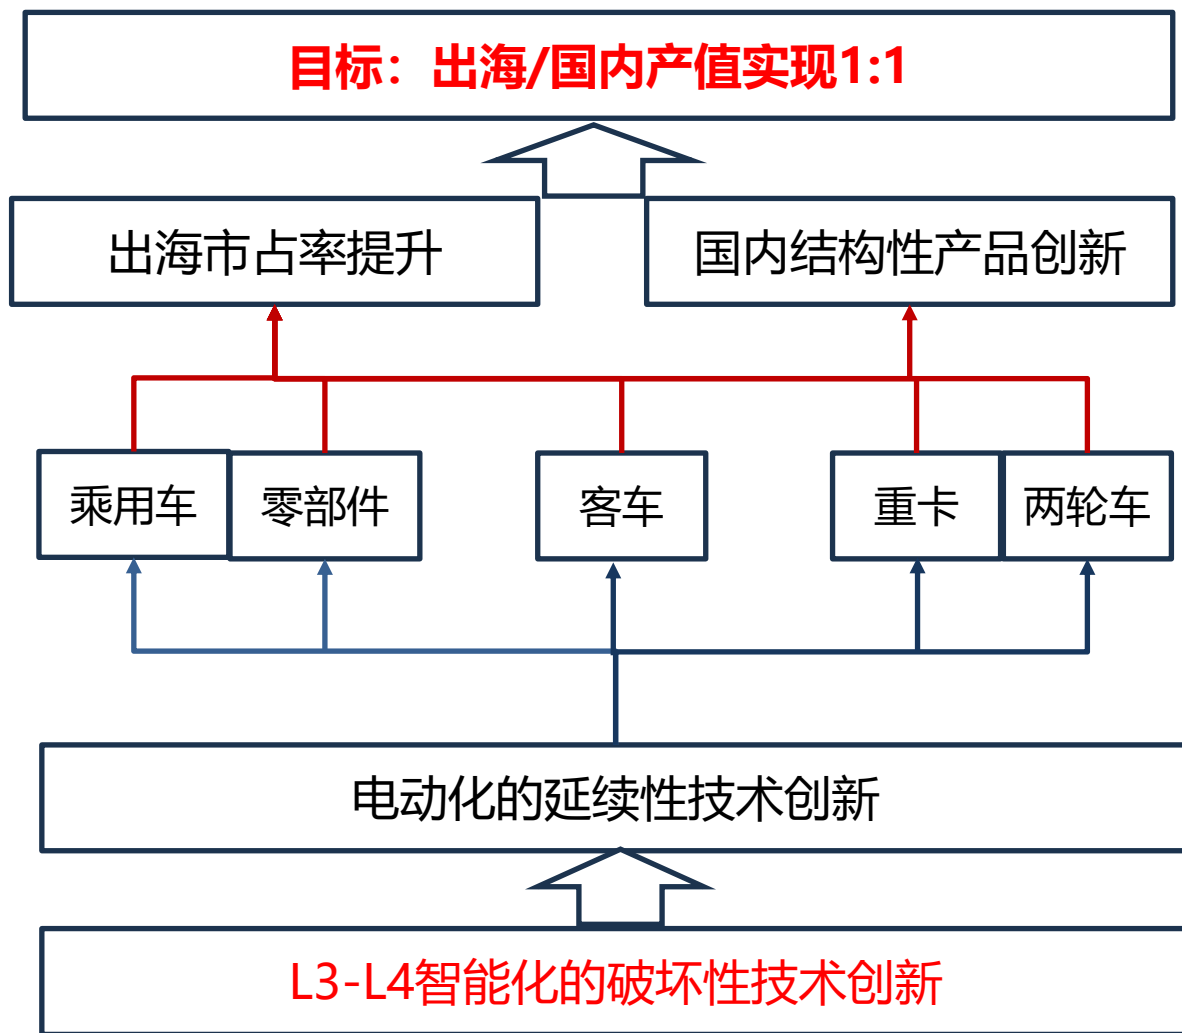 目标：出海/国内产值实现1:1
出海市占率提升
国内结构性产品创新
乘用车
零部件
客车
重卡
两轮车
电动化的延续性技术创新
L3-L4智能化的破坏性技术创新